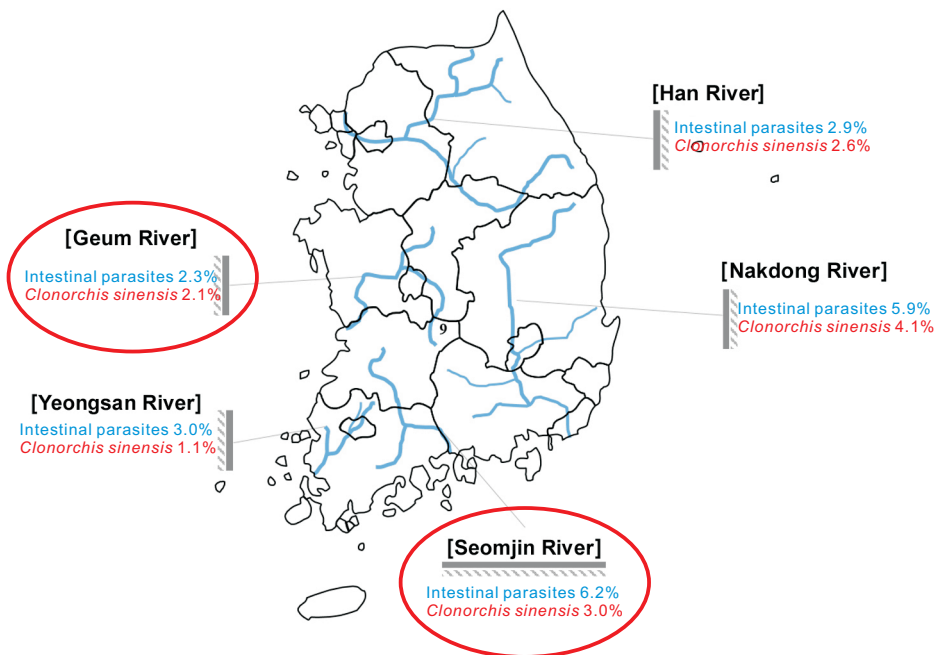 [Han River]
Intestinal parasites 2.9%
Clonorchis sinensis 2.6%
[Geum River]
Intestinal parasites 2.3%
Clonorchis sinensis 2.1%
[Nakdong River]
Intestinal parasites 5.9%
Clonorchis sinensis 4.1%
9
[Yeongsan River]
Intestinal parasites 3.0%
Clonorchis sinensis 1.1%
[Seomjin River]
Intestinal parasites 6.2%
Clonorchis sinensis 3.0%